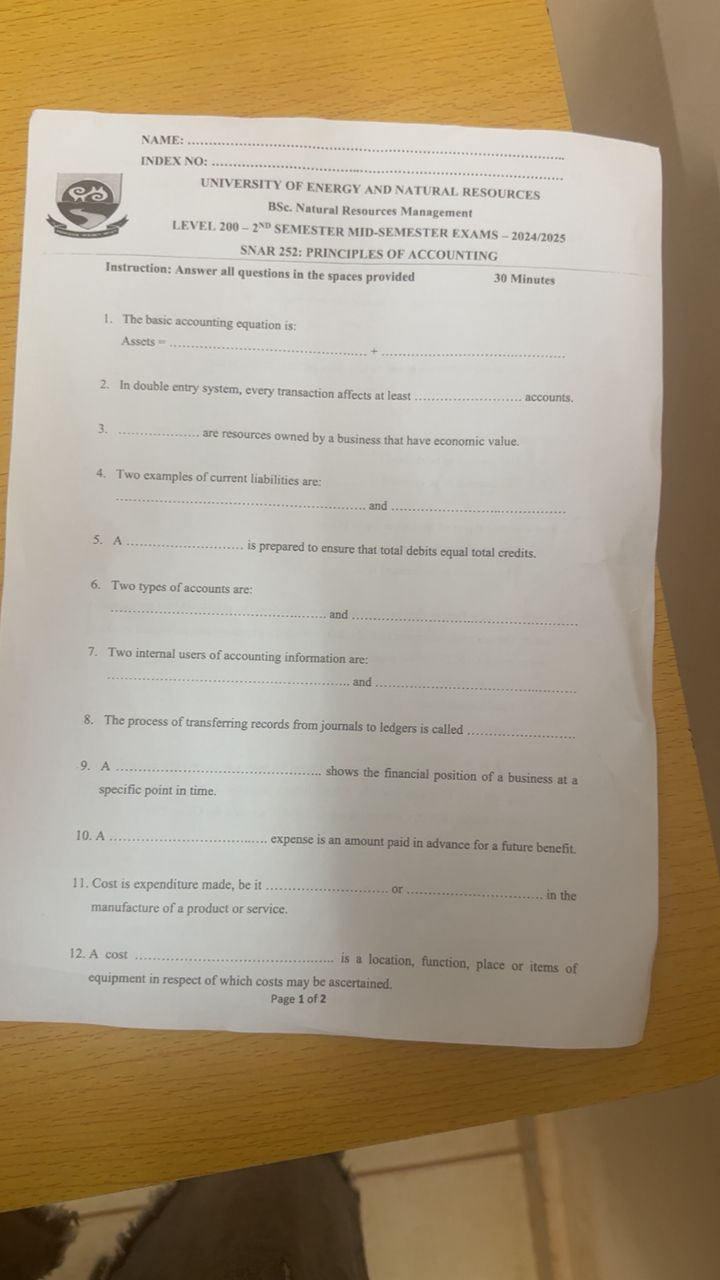 NAME: ........................................................................
INDEX NO: ...................................................................
UNIVERSITY OF ENERGY AND NATURAL RESOURCES
BSc. Natural Resources Management
LEVEL 200 – 2ND SEMESTER MID-SEMESTER EXAMS – 2024/2025
SNAR 252: PRINCIPLES OF ACCOUNTING
Instruction: Answer all questions in the spaces provided 30 Minutes
1. The basic accounting equation is:
Assets = .................................................. + ..............................................
2. In double entry system, every transaction affects at least .......................... accounts.
3. .................... are resources owned by a business that have economic value.
4. Two examples of current liabilities are:
.............................................................. and ...........................................
5. A ............................ is prepared to ensure that total debits equal total credits.
6. Two types of accounts are:
..................................................... and .......................................................
7. Two internal users of accounting information are:
............................................................ and ..................................................
8. The process of transferring records from journals to ledgers is called ...........................
9. A .................................................. shows the financial position of a business at a
specific point in time.
10. A ...................................... expense is an amount paid in advance for a future benefit.
11. Cost is expenditure made, be it .............................. or ................................. in the
manufacture of a product or service.
12. A cost ................................................ is a location, function, place or items of
equipment in respect of which costs may be ascertained.
Page 1 of 2